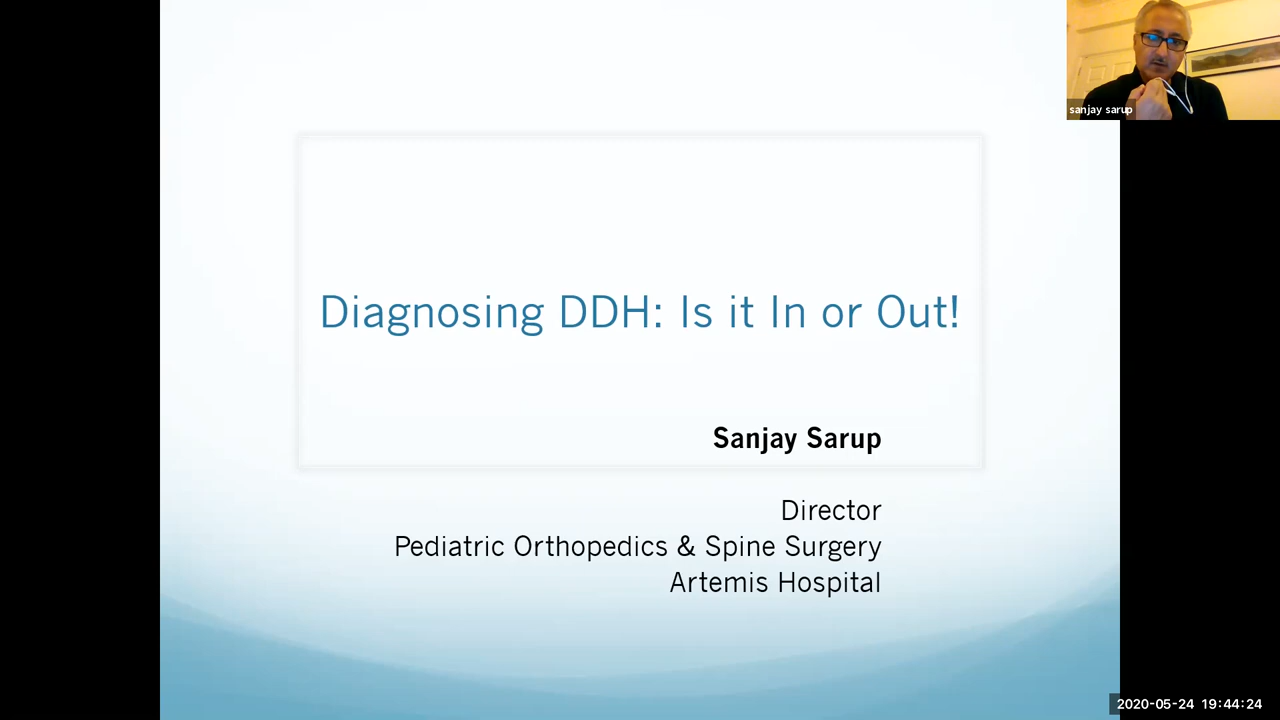 sanjay sarup
Diagnosing DDH: Is it In or Out!
Sanjay Sarup
Director
Pediatric Orthopedics & Spine Surgery
Artemis Hospital
2020-05-24 19:44:24